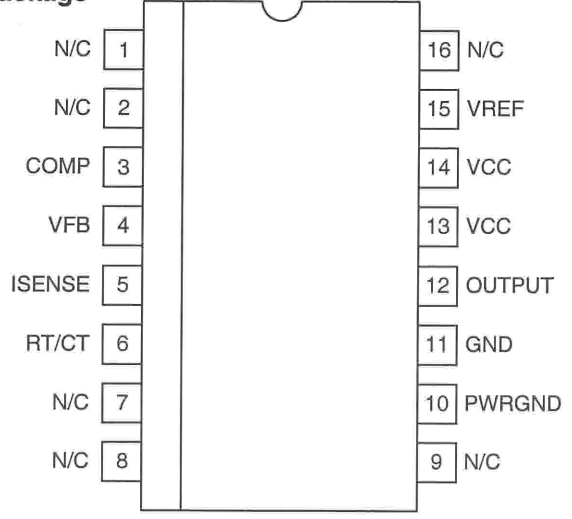 N/C 1 16 N/C
N/C 2 15 VREF
COMP 3 14 VCC
VFB 4 13 VCC
ISENSE 5 12 OUTPUT
RT/CT 6 11 GND
N/C 7 10 PWRGND
N/C 8 9 N/C